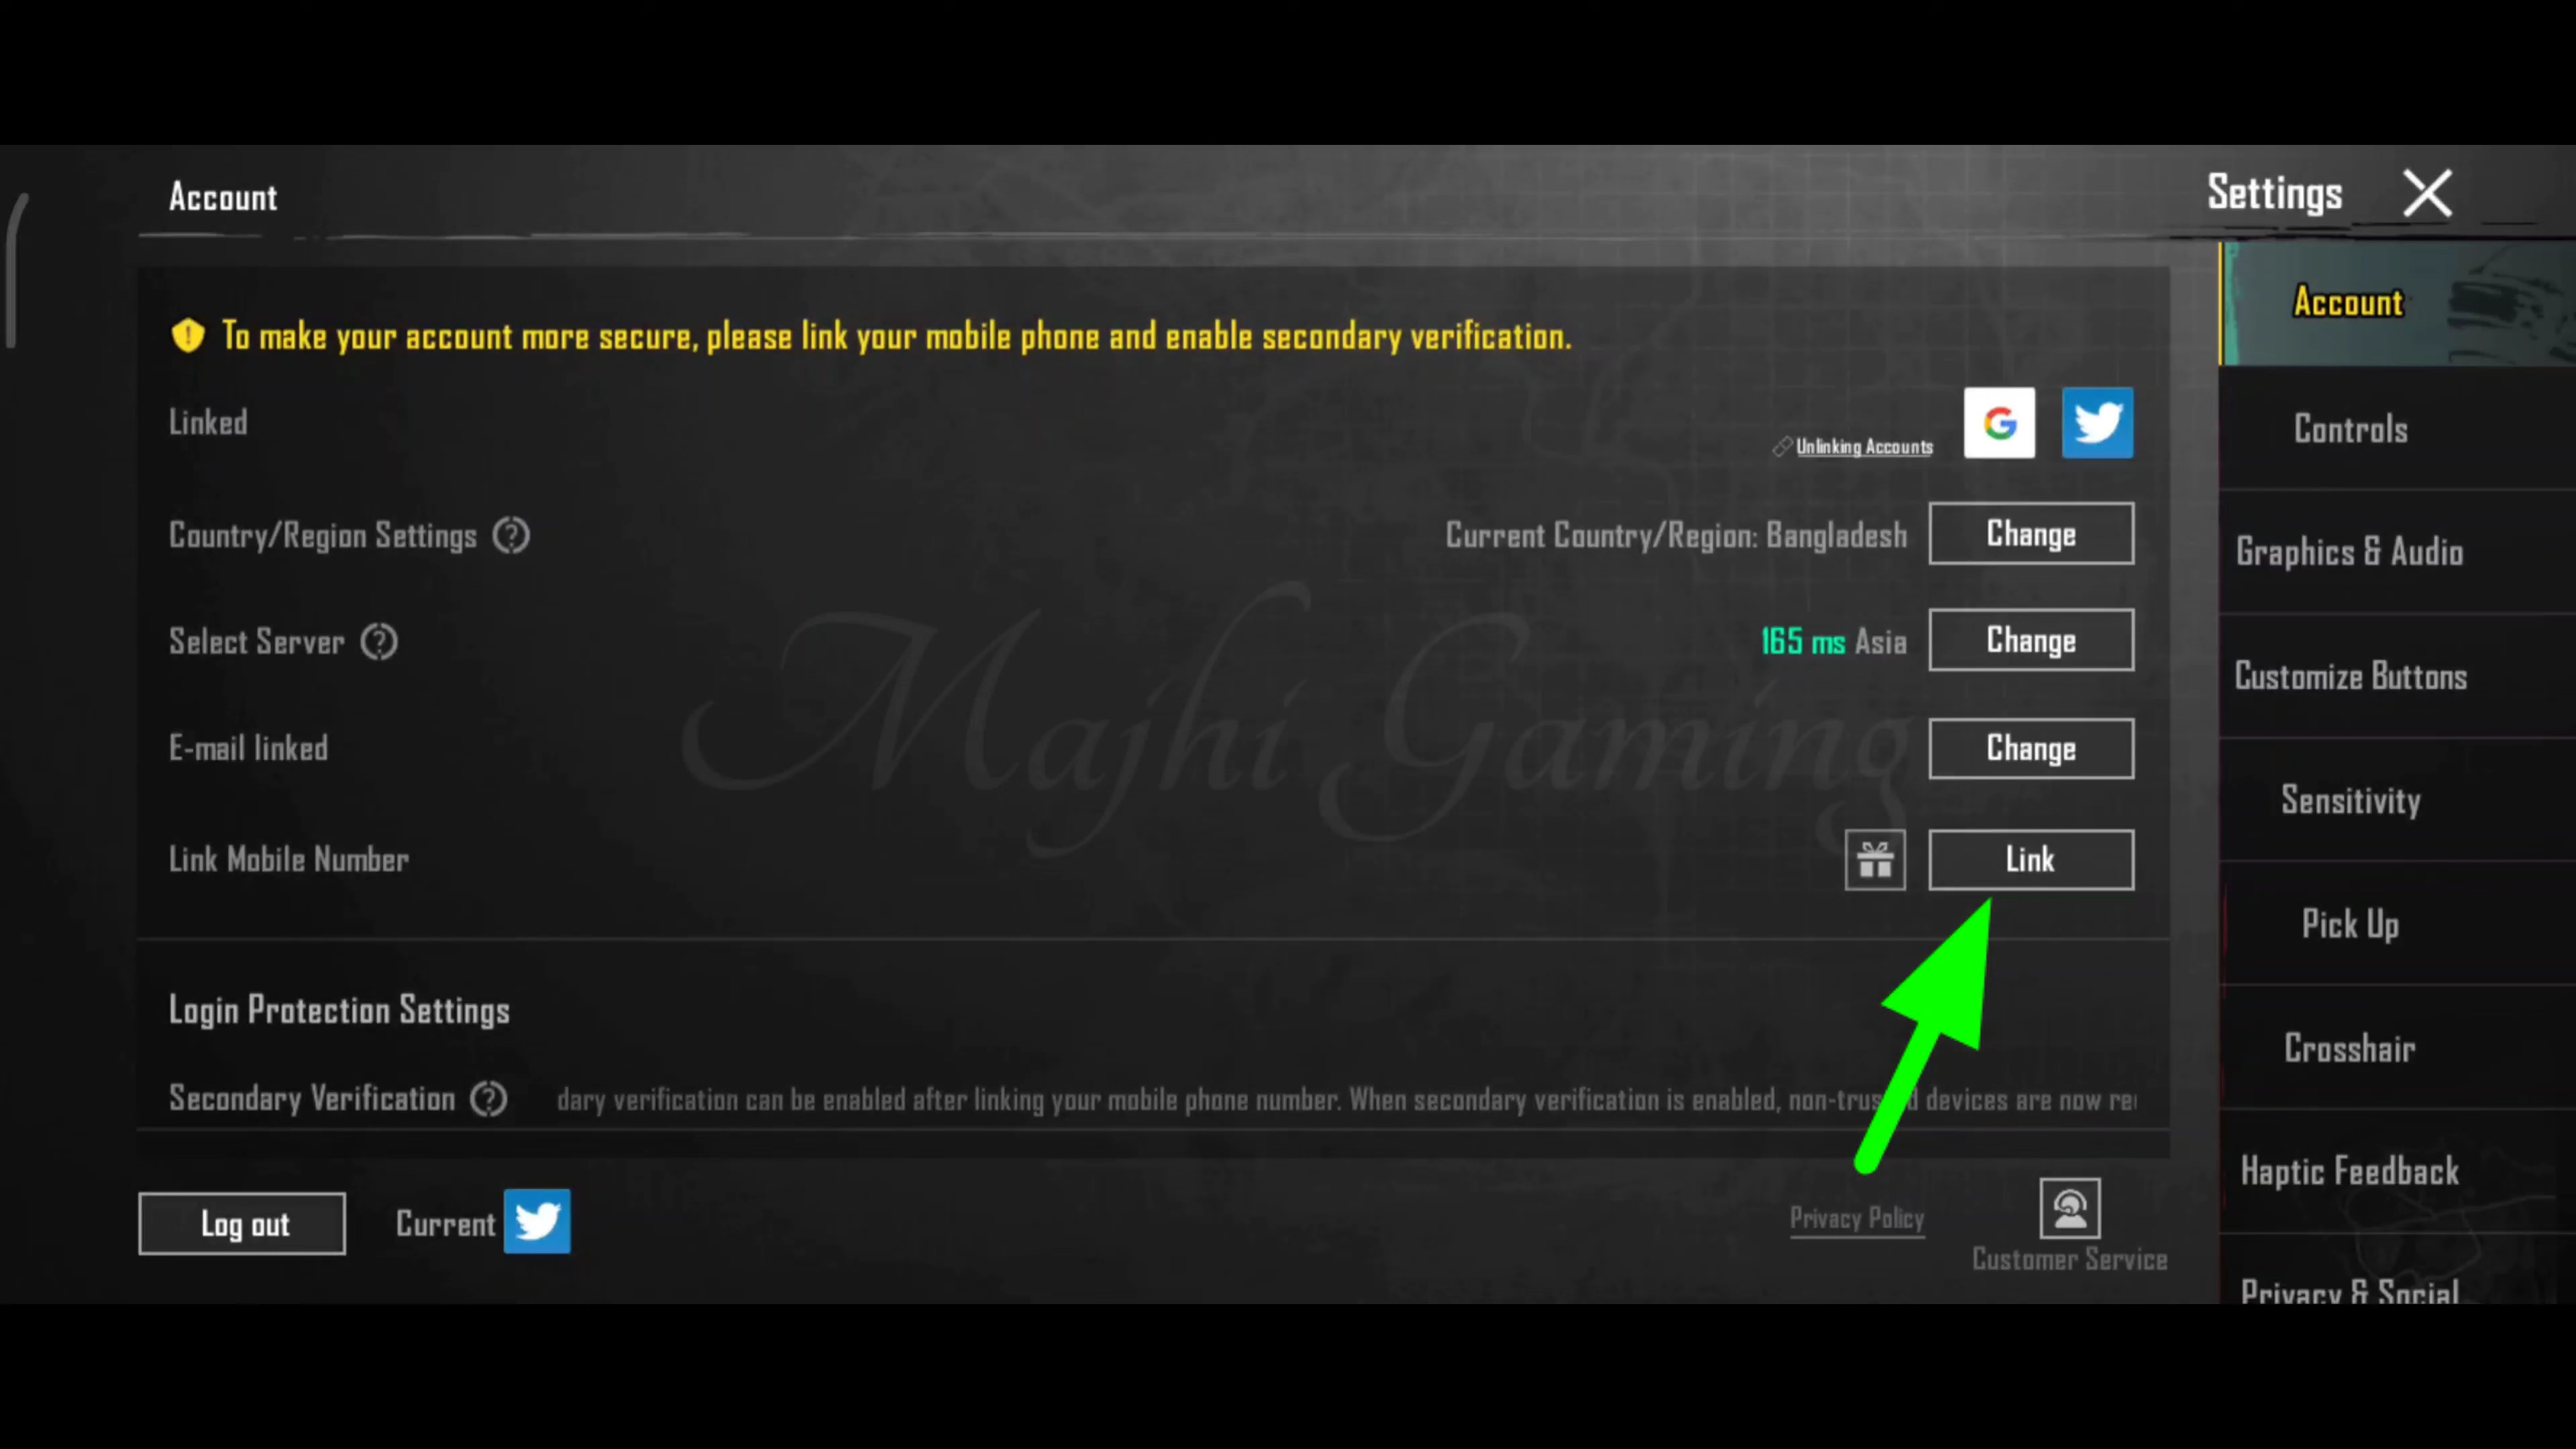 Account
Settings
To make your account more secure, please link your mobile phone and enable secondary verification.
Linked
Unlinking Accounts
Country/Region Settings
Current Country/Region: Bangladesh
Change
Select Server
165 ms Asia
Change
E-mail linked
Change
Link Mobile Number
Link
Login Protection Settings
Secondary Verification
dary verification can be enabled after linking your mobile phone number. When secondary verification is enabled, devices are now
Log out
Current
Privacy Policy
Customer Service
Account
Controls
Graphics & Audio
Customize Buttons
Sensitivity
Pick Up
Crosshair
Haptic Feedback
Privacy & Social
Majhi Gaming